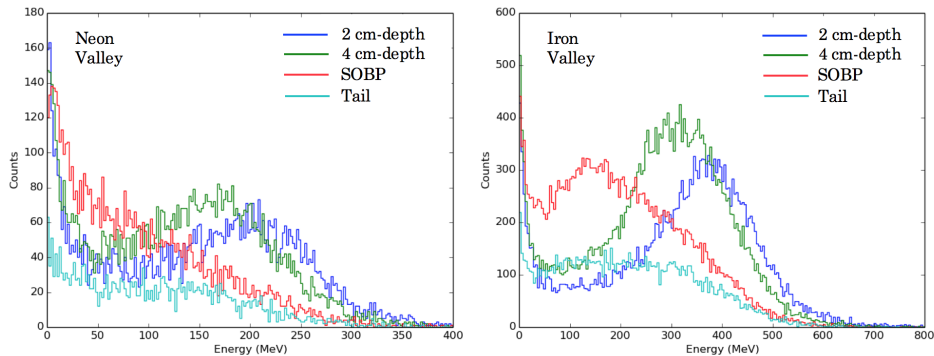 Neon
Valley
2 cm-depth
4 cm-depth
SOBP
Tail
Counts
180
160
140
120
100
80
60
40
20
0
0 50 100 150 200 250 300 350 400
Energy (MeV)
Iron
Valley
2 cm-depth
4 cm-depth
SOBP
Tail
Counts
600
500
400
300
200
100
0
0 100 200 300 400 500 600 700 800
Energy (MeV)